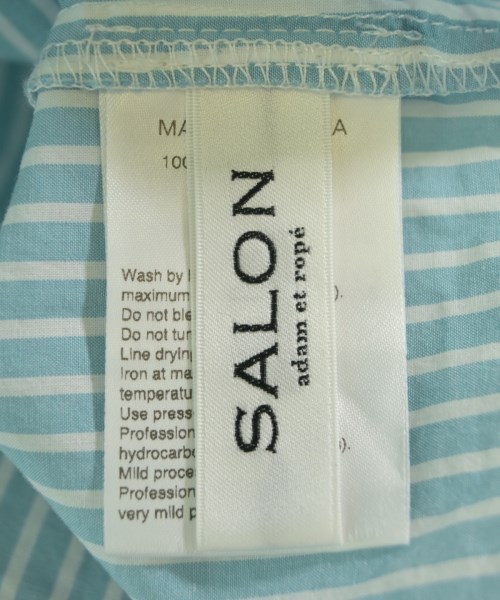 SALON
adam et ropé
MA A
100
Wash by
maximum ).
Do not ble
Do not tur
Line drying
Iron at ma
temperatu
Use press
Profession
hydrocarbo ).
Mild proce
Profession
very mild p